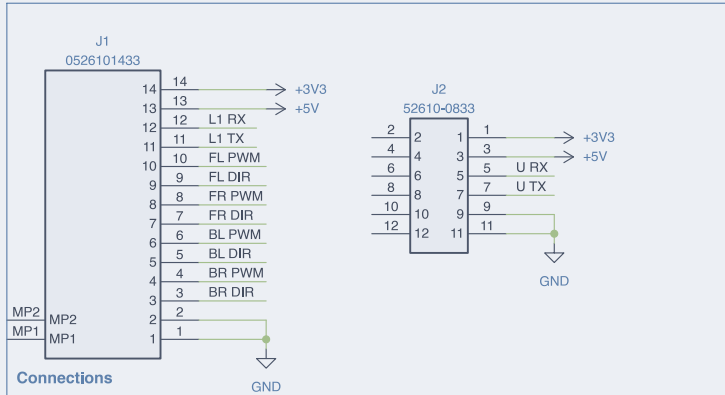 J1
0526101433
14 14 +3V3
13 13 +5V
12 12 L1 RX
11 11 L1 TX
10 10 FL PWM
9 9 FL DIR
8 8 FR PWM
7 7 FR DIR
6 6 BL PWM
5 5 BL DIR
4 4 BR PWM
3 3 BR DIR
MP2 MP2 2 2
MP1 MP1 1 1
GND
Connections
J2
52610-0833
2 2 1 1 +3V3
4 4 3 3 +5V
6 6 5 5 U RX
8 8 7 7 U TX
10 10 9 9
12 12 11 11
GND